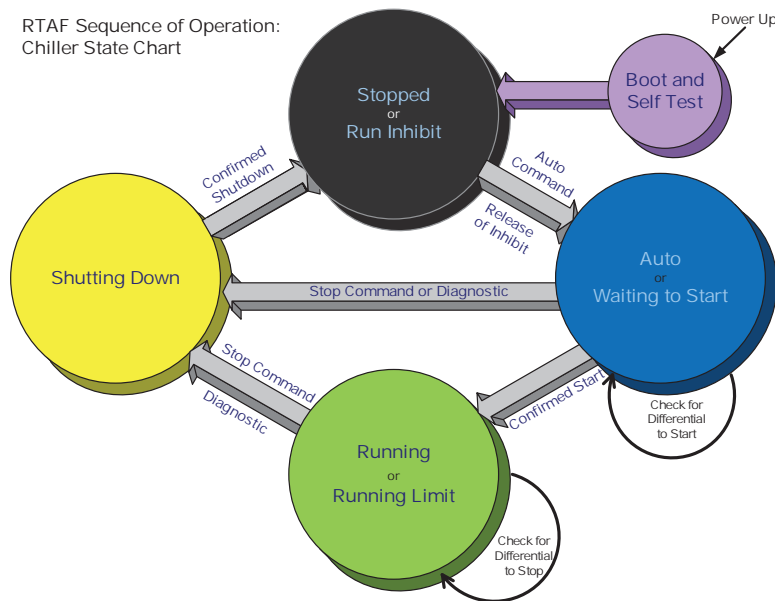 RTAF Sequence of Operation:
Chiller State Chart
Power Up
Boot and
Self Test
Stopped
or
Run Inhibit
Confirmed
Shutdown
Auto
Command
Release
of Inhibit
Shutting Down
Stop Command or Diagnostic
Auto
or
Waiting to Start
Stop Command
Diagnostic
Confirmed Start
Check for
Differential
to Start
Running
or
Running Limit
Check for
Differential
to Stop